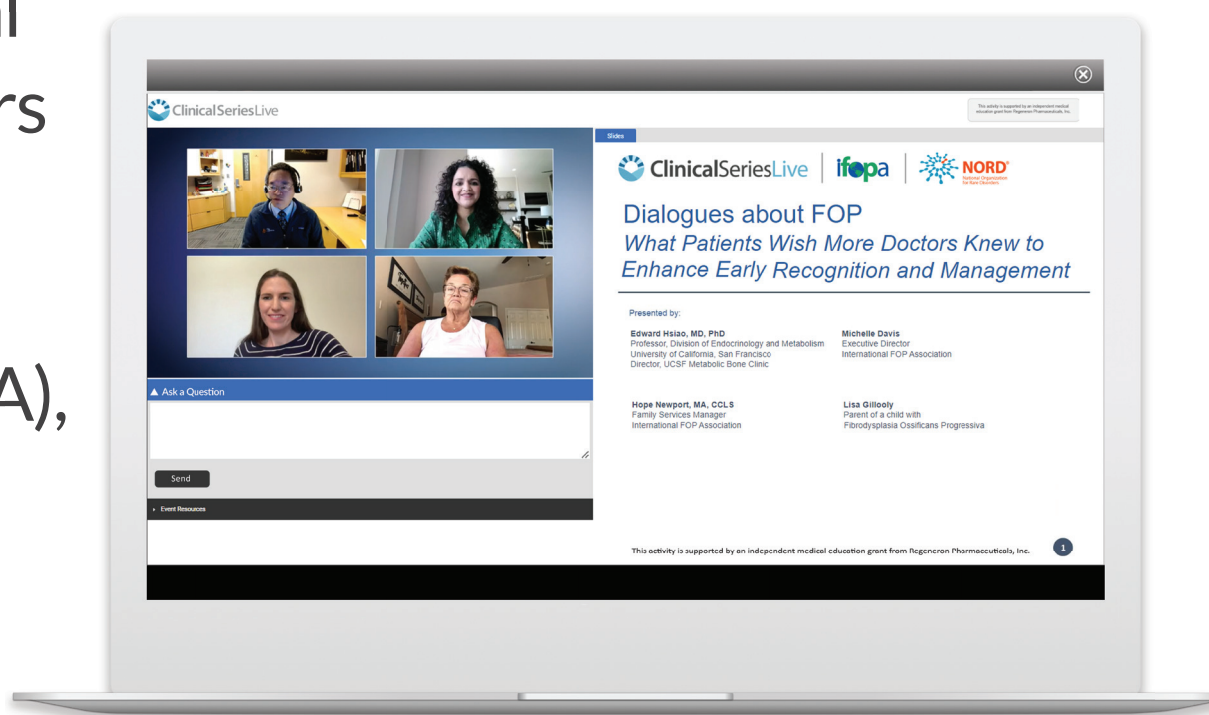 rs
A),
ClinicalSeriesLive
This activity is supported by an independent medical
education grant from Regeneron Pharmaceuticals, Inc.
Slides
ClinicalSeriesLive
ifopa
NORD®
National Organization
for Rare Disorders
Dialogues about FOP
What Patients Wish More Doctors Knew to
Enhance Early Recognition and Management
Presented by:
Edward Hsiao, MD, PhD
Professor, Division of Endocrinology and Metabolism
University of California, San Francisco
Director, UCSF Metabolic Bone Clinic
Michelle Davis
Executive Director
International FOP Association
Hope Newport, MA, CCLS
Family Services Manager
International FOP Association
Lisa Gillooly
Parent of a child with
Fibrodysplasia Ossificans Progressiva
Ask a Question
Send
Event Resources
This activity is supported by an independent medical education grant from Regeneron Pharmaceuticals, Inc.
1